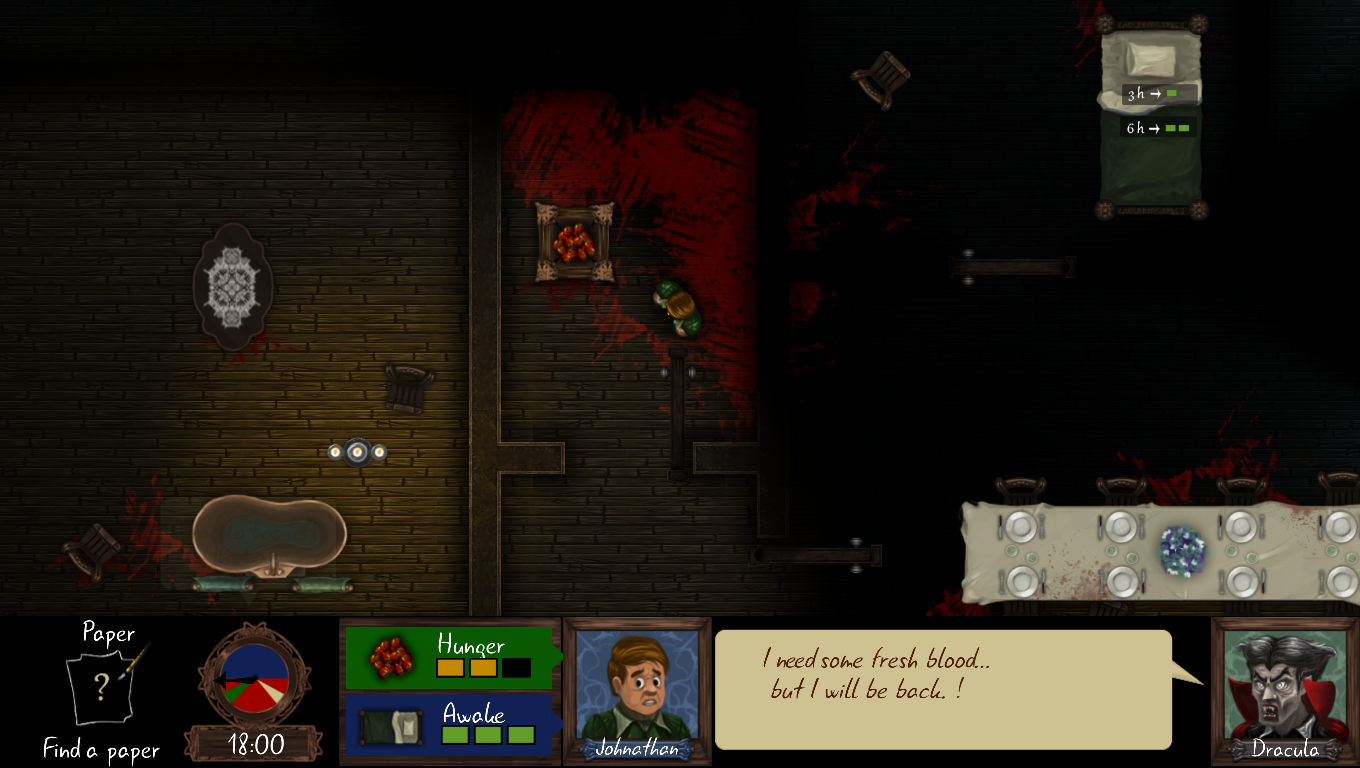 3h →
6h →
Paper
?
Find a paper
18:00
Hunger
Awake
Johnathan
I need some fresh blood...
but I will be back. !
Dracula